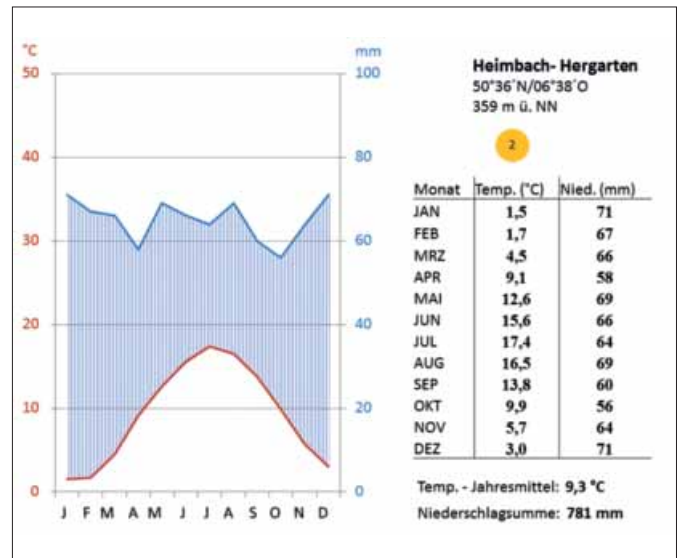 °C
mm
50
100
40
80
30
60
20
40
10
20
0
0
J F M A M J J A S O N D
Heimbach- Hergarten
50°36´N/06°38´O
359 m ü. NN
2
Monat Temp. (°C) Nied. (mm)
JAN 1,5 71
FEB 1,7 67
MRZ 4,5 66
APR 9,1 58
MAI 12,6 69
JUN 15,6 66
JUL 17,4 64
AUG 16,5 69
SEP 13,8 60
OKT 9,9 56
NOV 5,7 64
DEZ 3,0 71
Temp. - Jahresmittel: 9,3 °C
Niederschlagsumme: 781 mm